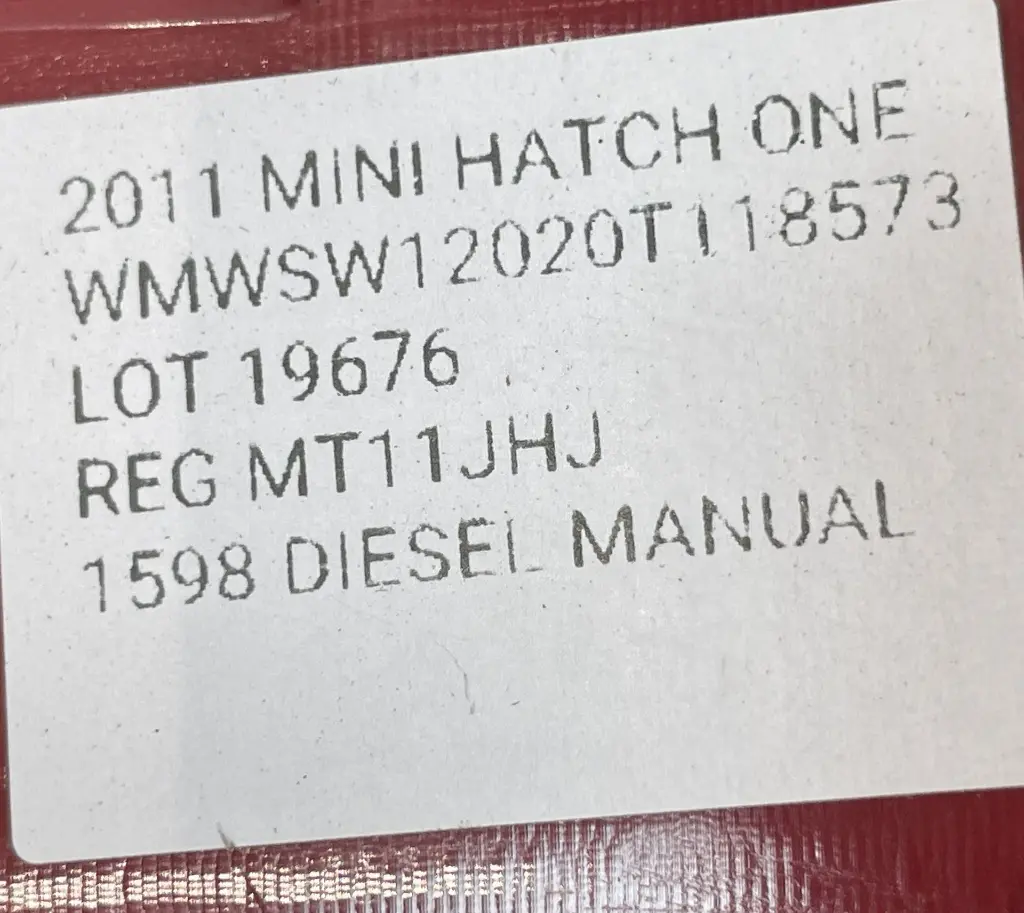 2011 MINI HATCH ONE
WMWSW12020T118573
LOT 19676
REG MT11JHJ
1598 DIESEL MANUAL